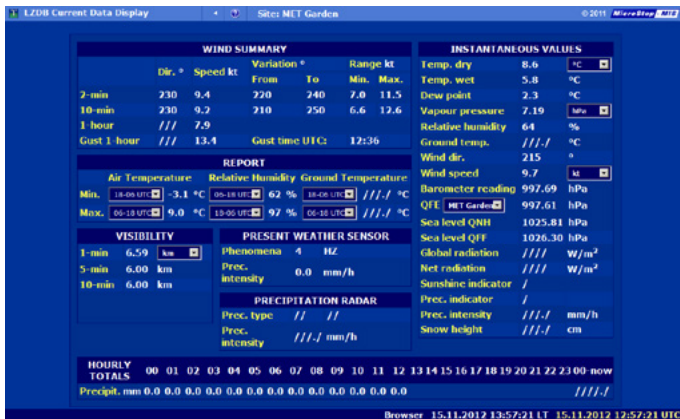 LZDB Current Data Display Site: MET Garden © 2011 MicroStep MIS
WIND SUMMARY
Dir. ° Speed kt Variation ° Range kt
From To Min. Max.
2-min 230 9.4 220 240 7.0 11.5
10-min 230 9.2 210 250 6.6 12.6
1-hour /// 7.9
Gust 1-hour /// 13.4 Gust time UTC: 12:36
REPORT
Air Temperature Relative Humidity Ground Temperature
Min. 18-06 UTC -3.1 °C 06-18 UTC 62 % 18-06 UTC ///./ °C
Max. 06-18 UTC 9.0 °C 18-06 UTC 97 % 06-18 UTC ///./ °C
VISIBILITY
1-min 6.59 km
5-min 6.00 km
10-min 6.00 km
PRESENT WEATHER SENSOR
Phenomena 4 HZ
Prec. intensity 0.0 mm/h
PRECIPITATION RADAR
Prec. type // //
Prec. intensity ///./ mm/h
INSTANTANEOUS VALUES
Temp. dry 8.6 °C
Temp. wet 5.8 °C
Dew point 2.3 °C
Vapour pressure 7.19 hPa
Relative humidity 64 %
Ground temp. ///./ °C
Wind dir. 215 °
Wind speed 9.7 kt
Barometer reading 997.69 hPa
QFE MET Garden 997.61 hPa
Sea level QNH 1025.81 hPa
Sea level QFF 1026.30 hPa
Global radiation //// W/m²
Net radiation //// W/m²
Sunshine indicator /
Prec. indicator /
Prec. intensity ///./ mm/h
Snow height ///./ cm
HOURLY TOTALS 00 01 02 03 04 05 06 07 08 09 10 11 12 13 14 15 16 17 18 19 20 21 22 23 00-now
Precipit. mm 0.0 0.0 0.0 0.0 0.0 0.0 0.0 0.0 0.0 0.0 0.0 0.0 0.0 ////./
Browser 15.11.2012 13:57:21 LT 15.11.2012 12:57:21 UTC